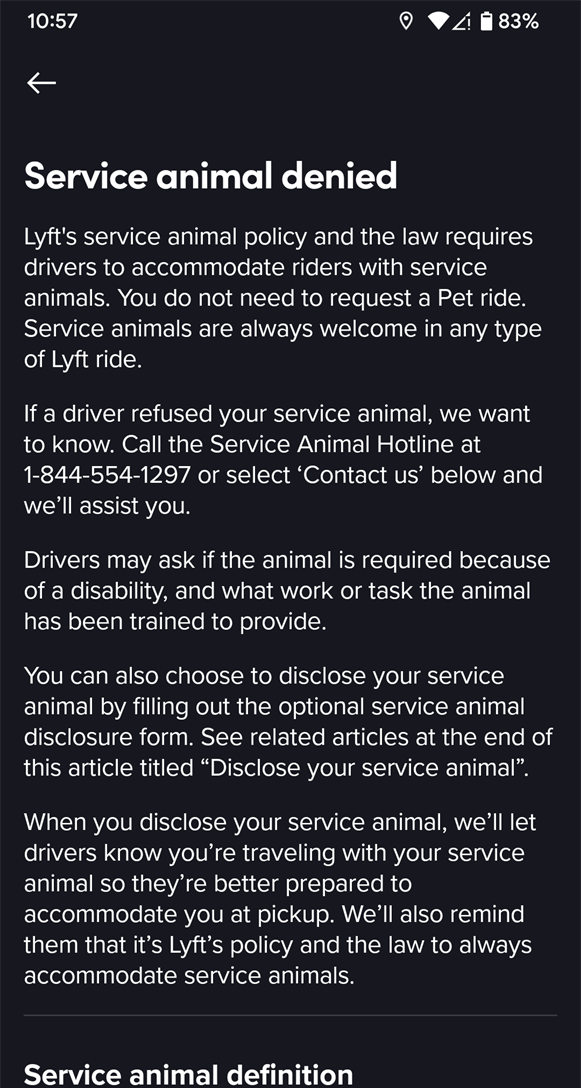 10:57
83%
Service animal denied
Lyft's service animal policy and the law requires
drivers to accommodate riders with service
animals. You do not need to request a Pet ride.
Service animals are always welcome in any type
of Lyft ride.
If a driver refused your service animal, we want
to know. Call the Service Animal Hotline at
1-844-554-1297 or select ‘Contact us’ below and
we’ll assist you.
Drivers may ask if the animal is required because
of a disability, and what work or task the animal
has been trained to provide.
You can also choose to disclose your service
animal by filling out the optional service animal
disclosure form. See related articles at the end of
this article titled “Disclose your service animal”.
When you disclose your service animal, we’ll let
drivers know you’re traveling with your service
animal so they’re better prepared to
accommodate you at pickup. We’ll also remind
them that it’s Lyft’s policy and the law to always
accommodate service animals.
Service animal definition